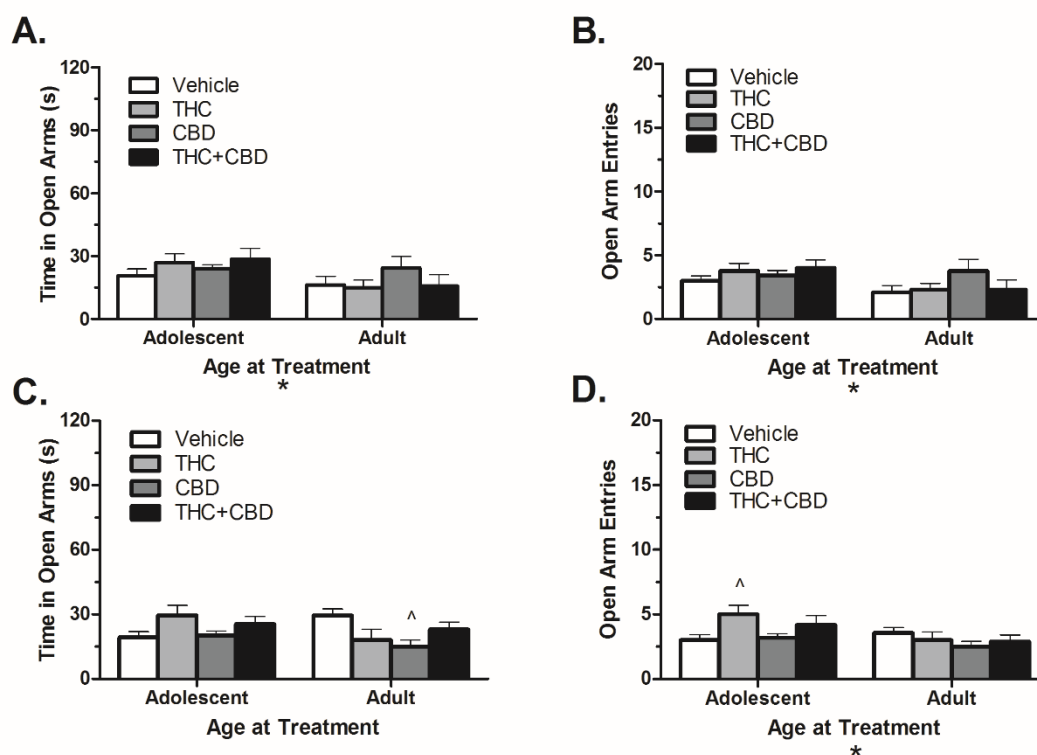 A.
Time in Open Arms (s)
120
90
60
30
0
Vehicle
THC
CBD
THC+CBD
Adolescent Adult
Age at Treatment
*
B.
Open Arm Entries
20
15
10
5
0
Vehicle
THC
CBD
THC+CBD
Adolescent Adult
Age at Treatment
*
C.
Time in Open Arms (s)
120
90
60
30
0
Vehicle
THC
CBD
THC+CBD
^
Adolescent Adult
Age at Treatment
D.
Open Arm Entries
20
15
10
5
0
Vehicle
THC
CBD
THC+CBD
^
Adolescent Adult
Age at Treatment
*